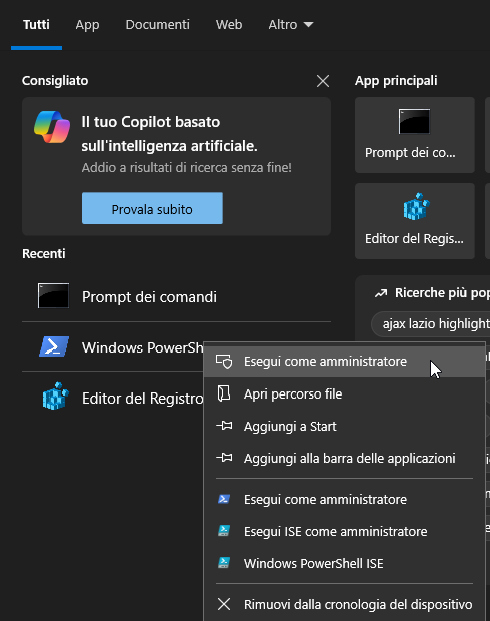 Tutti App Documenti Web Altro
Consigliato
Il tuo Copilot basato
sull'intelligenza artificiale.
Addio a risultati di ricerca senza fine!
Provala subito
App principali
Prompt dei co...
Editor del Regis...
Recenti
Prompt dei comandi
Windows PowerSh
Editor del Registro
Ricerche più pop
ajax lazio highlight
Esegui come amministratore
Apri percorso file
Aggiungi a Start
Aggiungi alla barra delle applicazioni
Esegui come amministratore
Esegui ISE come amministratore
Windows PowerShell ISE
Rimuovi dalla cronologia del dispositivo